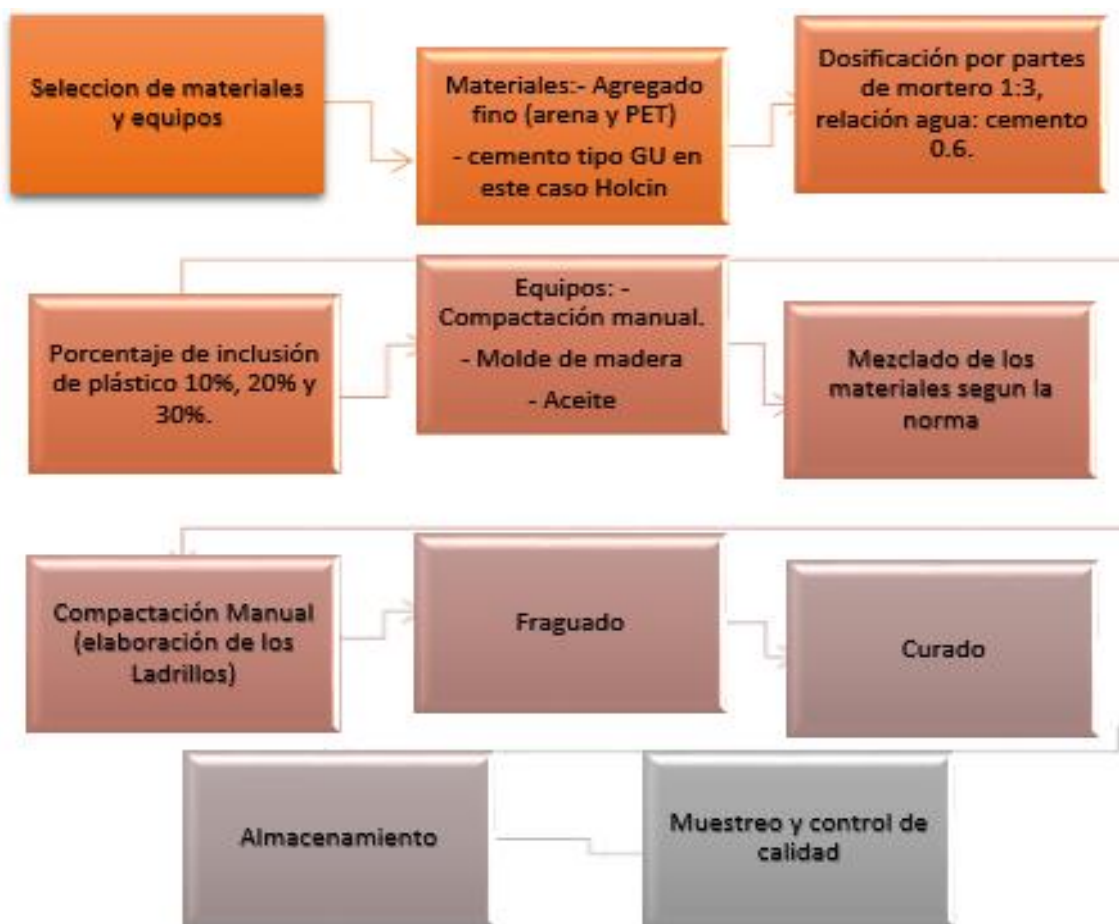 Seleccion de materiales
y equipos
Materiales:- Agregado
fino (arena y PET)
- cemento tipo GU en
este caso Holcin
Dosificación por partes
de mortero 1:3,
relación agua: cemento
0.6.
Porcentaje de inclusión
de plástico 10%, 20% y
30%.
Equipos: -
Compactación manual.
- Molde de madera
- Aceite
Mezclado de los
materiales segun la
norma
Compactación Manual
(elaboración de los
Ladrillos)
Fraguado
Curado
Almacenamiento
Muestreo y control de
calidad